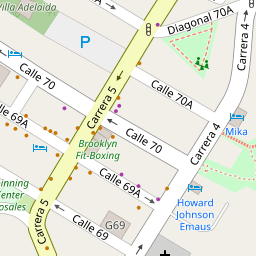 Villa Adelaida
Diagonal 70A
Carrera 4
P
Calle 70
Carrera 5
Calle 70A
Mika
Calle 69A
Calle 70
Carrera 4
Brooklyn
Fit-Boxing
Calle 69A
Howard
Johnson
Emaus
Carrera 5
Calle 69
G69